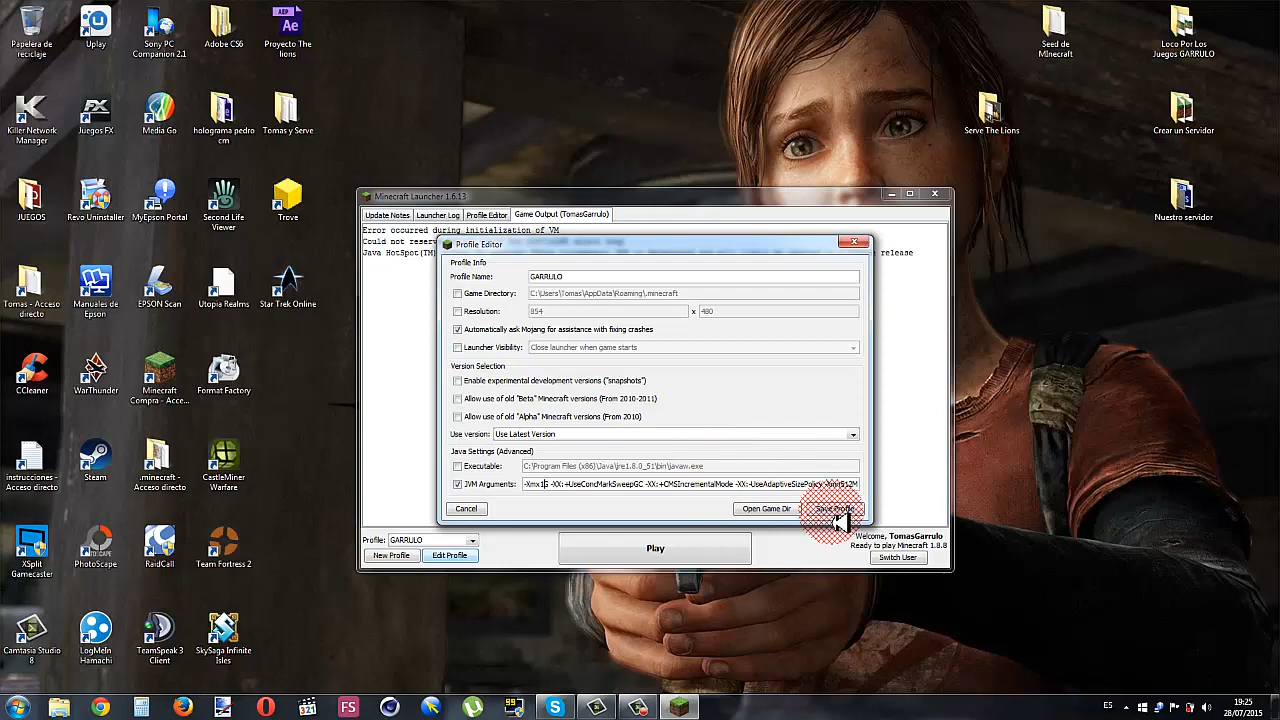 Papelera de reciclaje
Uplay
Sony PC Companion 2.1
Adobe CS6
AEP
Ae
Proyecto The lions
Seed de MInecraft
Loco Por Los Juegos GARRULO
Killer Network Manager
FX
Juegos FX
Media Go
holograma pedro cm
Tomas y Serve
Serve The Lions
Crear un Servidor
JUEGOS
Revo Uninstaller
MyEpson Portal
Second Life Viewer
Trove
Nuestro servidor
Tomas - Acceso directo
Manuales de Epson
EPSON Scan
Utopia Realms
Star Trek Online
CCleaner
WarThunder
Minecraft Compra - Acce...
Format Factory
instrucciones - Acceso directo
Steam
.minecraft - Acceso directo
CastleMiner Warfare
XSplit Gamecaster
PhotoScape
RaidCall
Team Fortress 2
Camtasia Studio 8
LogMEIn Hamachi
TeamSpeak 3 Client
SkySaga Infinite Isles
Minecraft Launcher 1.6.13
Update Notes
Launcher Log
Profile Editor
Game Output (TomasGarrulo)
Error occurred during initialization of VM
Could not reserv
Java HotSpot(TM)
release
Profile Editor
Profile Info
Profile Name: GARRULO
Game Directory: C:\Users\Tomas\AppData\Roaming\.minecraft
Resolution: 854 x 480
Automatically ask Mojang for assistance with fixing crashes
Launcher Visibility: Close launcher when game starts
Version Selection
Enable experimental development versions ("snapshots")
Allow use of old "Beta" Minecraft versions (From 2010-2011)
Allow use of old "Alpha" Minecraft versions (From 2010)
Use version: Use Latest Version
Java Settings (Advanced)
Executable: C:\Program Files (x86)\Java\jre1.8.0_51\bin\javaw.exe
JVM Arguments: -Xmx1G -XX:+UseConcMarkSweepGC -XX:+CMSIncrementalMode -XX:-UseAdaptiveSizePolicy -Xmn512M
Cancel
Open Game Dir
Save Profile
Profile: GARRULO
New Profile
Edit Profile
Play
Welcome, TomasGarrulo
Ready to play Minecraft 1.8.8
Switch User
321
FS
99
ES
19:25
28/07/2015